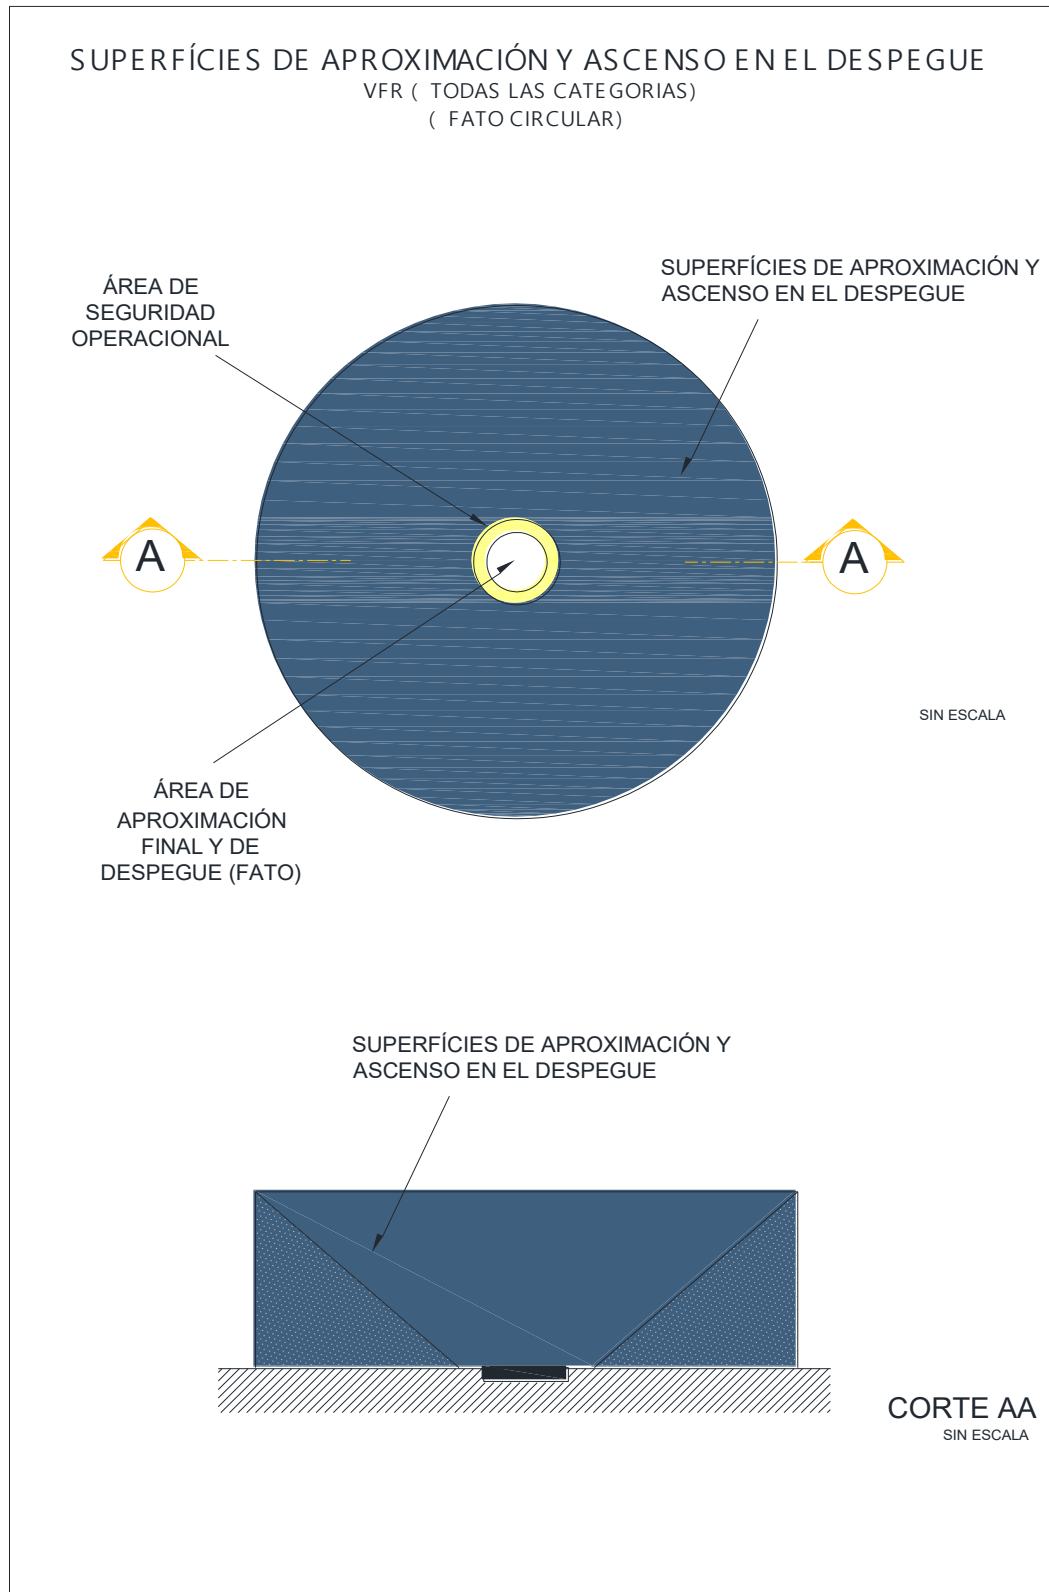 SUPERFÍCIES DE APROXIMACIÓN Y ASCENSO EN EL DESPEGUE
VFR ( TODAS LAS CATEGORIAS)
( FATO CIRCULAR)
SUPERFÍCIES DE APROXIMACIÓN Y
ASCENSO EN EL DESPEGUE
ÁREA DE
SEGURIDAD
OPERACIONAL
A
A
SIN ESCALA
ÁREA DE
APROXIMACIÓN
FINAL Y DE
DESPEGUE (FATO)
SUPERFÍCIES DE APROXIMACIÓN Y
ASCENSO EN EL DESPEGUE
CORTE AA
SIN ESCALA